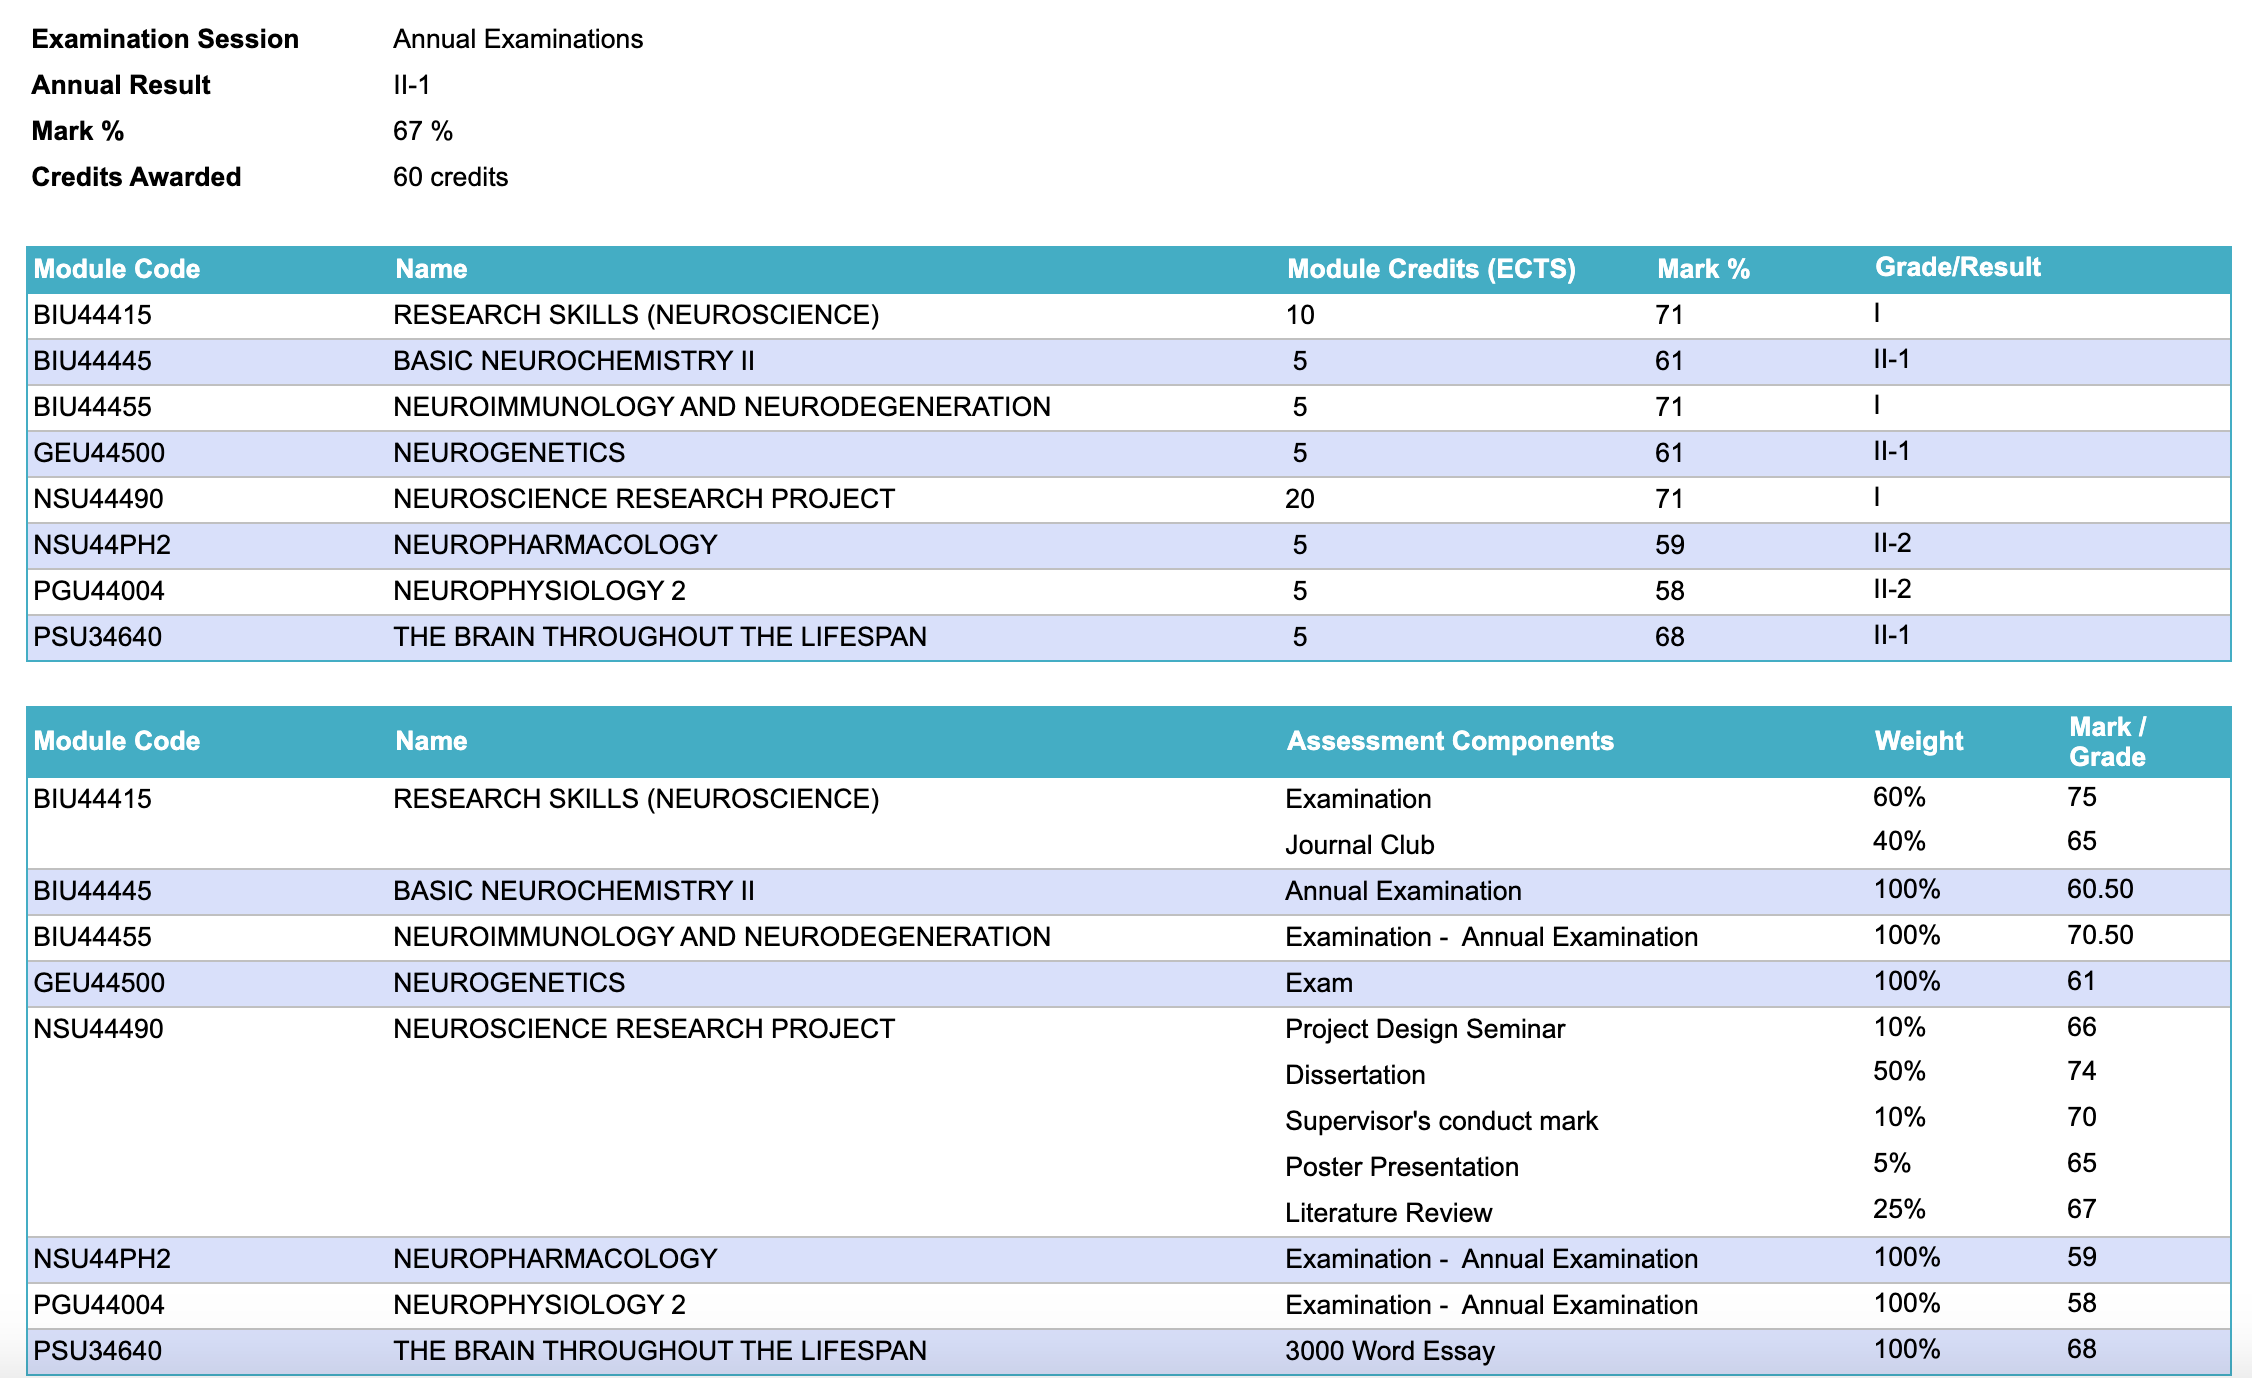 Examination Session Annual Examinations
Annual Result II-1
Mark % 67 %
Credits Awarded 60 credits
Module Code Name Module Credits (ECTS) Mark % Grade/Result
BIU44415 RESEARCH SKILLS (NEUROSCIENCE) 10 71 I
BIU44445 BASIC NEUROCHEMISTRY II 5 61 II-1
BIU44455 NEUROIMMUNOLOGY AND NEURODEGENERATION 5 71 I
GEU44500 NEUROGENETICS 5 61 II-1
NSU44490 NEUROSCIENCE RESEARCH PROJECT 20 71 I
NSU44PH2 NEUROPHARMACOLOGY 5 59 II-2
PGU44004 NEUROPHYSIOLOGY 2 5 58 II-2
PSU34640 THE BRAIN THROUGHOUT THE LIFESPAN 5 68 II-1
Module Code Name Assessment Components Weight Mark / Grade
BIU44415 RESEARCH SKILLS (NEUROSCIENCE) Examination 60% 75
Journal Club 40% 65
BIU44445 BASIC NEUROCHEMISTRY II Annual Examination 100% 60.50
BIU44455 NEUROIMMUNOLOGY AND NEURODEGENERATION Examination - Annual Examination 100% 70.50
GEU44500 NEUROGENETICS Exam 100% 61
NSU44490 NEUROSCIENCE RESEARCH PROJECT Project Design Seminar 10% 66
Dissertation 50% 74
Supervisor's conduct mark 10% 70
Poster Presentation 5% 65
Literature Review 25% 67
NSU44PH2 NEUROPHARMACOLOGY Examination - Annual Examination 100% 59
PGU44004 NEUROPHYSIOLOGY 2 Examination - Annual Examination 100% 58
PSU34640 THE BRAIN THROUGHOUT THE LIFESPAN 3000 Word Essay 100% 68